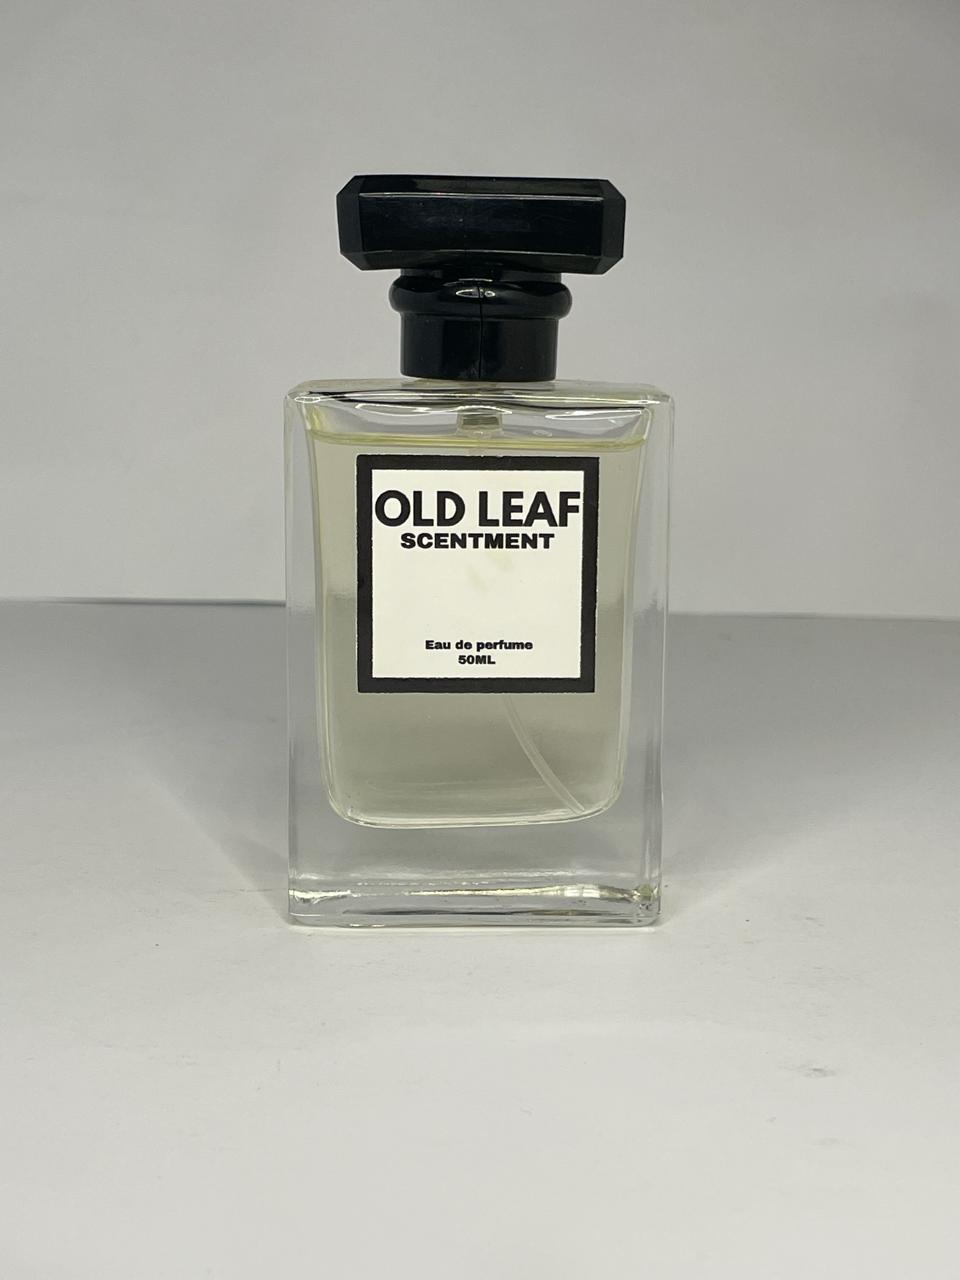 OLD LEAF
SCENTMENT
Eau de perfume
50ML